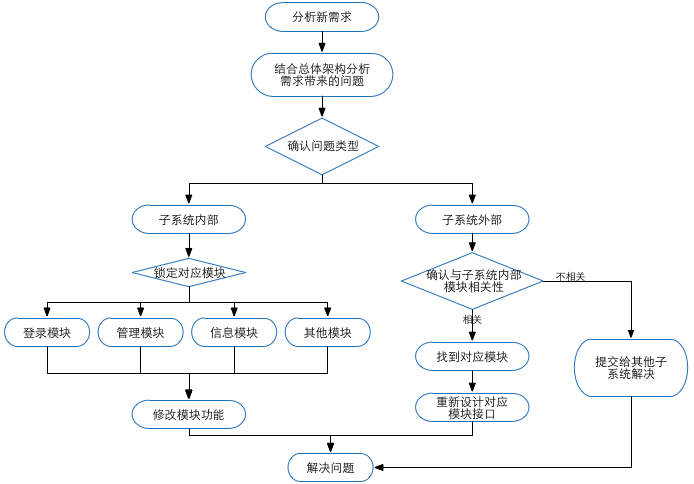 分析新需求
结合总体架构分析
需求带来的问题
确认问题类型
子系统内部
子系统外部
锁定对应模块
确认与子系统内部
模块相关性
不相关
相关
登录模块
管理模块
信息模块
其他模块
找到对应模块
提交给其他子
系统解决
修改模块功能
重新设计对应
模块接口
解决问题